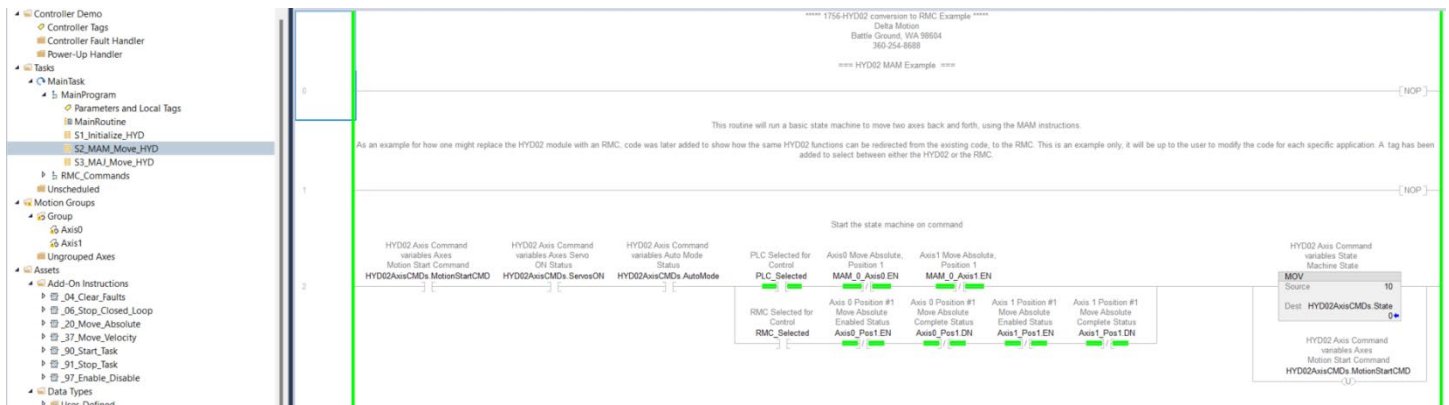 Controller Demo
Controller Tags
Controller Fault Handler
Power-Up Handler
Tasks
MainTask
MainProgram
Parameters and Local Tags
MainRoutine
S1_Initialize_HYD
S2_MAM_Move_HYD
S3_MAJ_Move_HYD
RMC_Commands
Unscheduled
Motion Groups
Group
Axis0
Axis1
Ungrouped Axes
Assets
Add-On Instructions
_04_Clear_Faults
_06_Stop_Closed_Loop
_20_Move_Absolute
_37_Move_Velocity
_90_Start_Task
_91_Stop_Task
_97_Enable_Disable
Data Types
User-Defined
***** 1756-HYD02 conversion to RMC Example *****
Delta Motion
Battle Ground, WA 98604
360-254-8688
=== HYD02 MAM Example ===
0
NOP
This routine will run a basic state machine to move two axes back and forth, using the MAM instructions.
As an example for how one might replace the HYD02 module with an RMC, code was later added to show how the same HYD02 functions can be redirected from the existing code, to the RMC. This is an example only, it will be up to the user to modify the code for each specific application. A tag has been
added to select between either the HYD02 or the RMC.
1
NOP
Start the state machine on command
2
HYD02 Axis Command
variables Axes
Motion Start Command
HYD02AxisCMDs.MotionStartCMD
HYD02 Axis Command
variables Axes Servo
ON Status
HYD02AxisCMDs.ServosON
HYD02 Axis Command
variables Auto Mode
Status
HYD02AxisCMDs.AutoMode
PLC Selected for
Control
PLC_Selected
Axis0 Move Absolute,
Position 1
MAM_0_Axis0.EN
Axis1 Move Absolute,
Position 1
MAM_0_Axis1.EN
RMC Selected for
Control
RMC_Selected
Axis 0 Position #1
Move Absolute
Enabled Status
Axis0_Pos1.EN
Axis 0 Position #1
Move Absolute
Complete Status
Axis0_Pos1.DN
Axis 1 Position #1
Move Absolute
Enabled Status
Axis1_Pos1.EN
Axis 1 Position #1
Move Absolute
Complete Status
Axis1_Pos1.DN
HYD02 Axis Command
variables State
Machine State
MOV
Source 10
Dest HYD02AxisCMDs.State
0
HYD02 Axis Command
variables Axes
Motion Start Command
HYD02AxisCMDs.MotionStartCMD
U